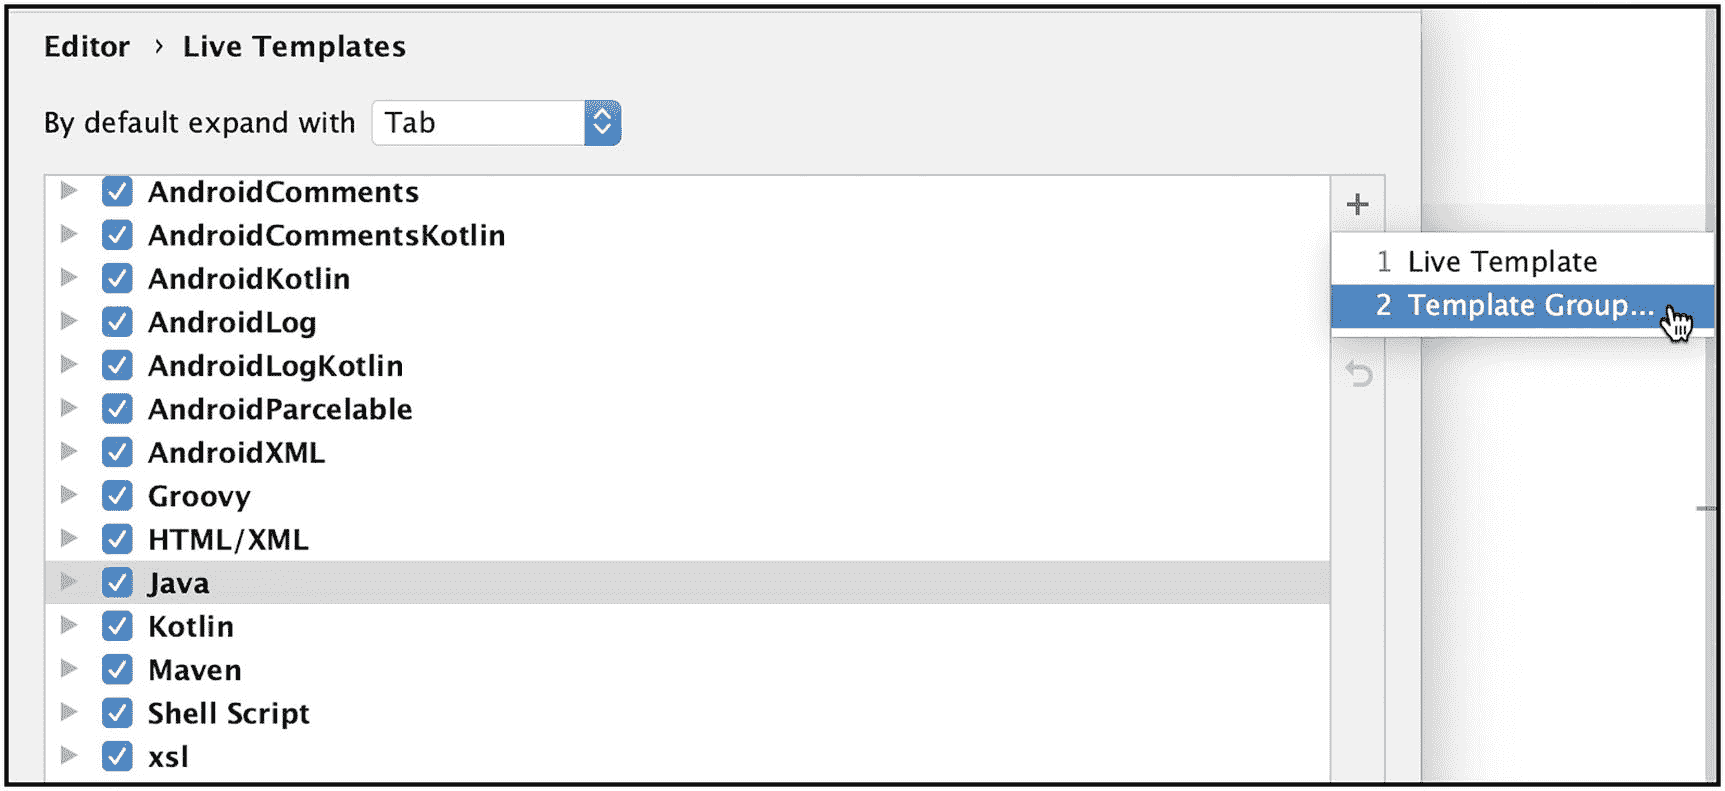 Editor › Live Templates
By default expand with Tab
AndroidComments
AndroidCommentsKotlin
AndroidKotlin
AndroidLog
AndroidLogKotlin
AndroidParcelable
AndroidXML
Groovy
HTML/XML
Java
Kotlin
Maven
Shell Script
xsl
1 Live Template
2 Template Group...